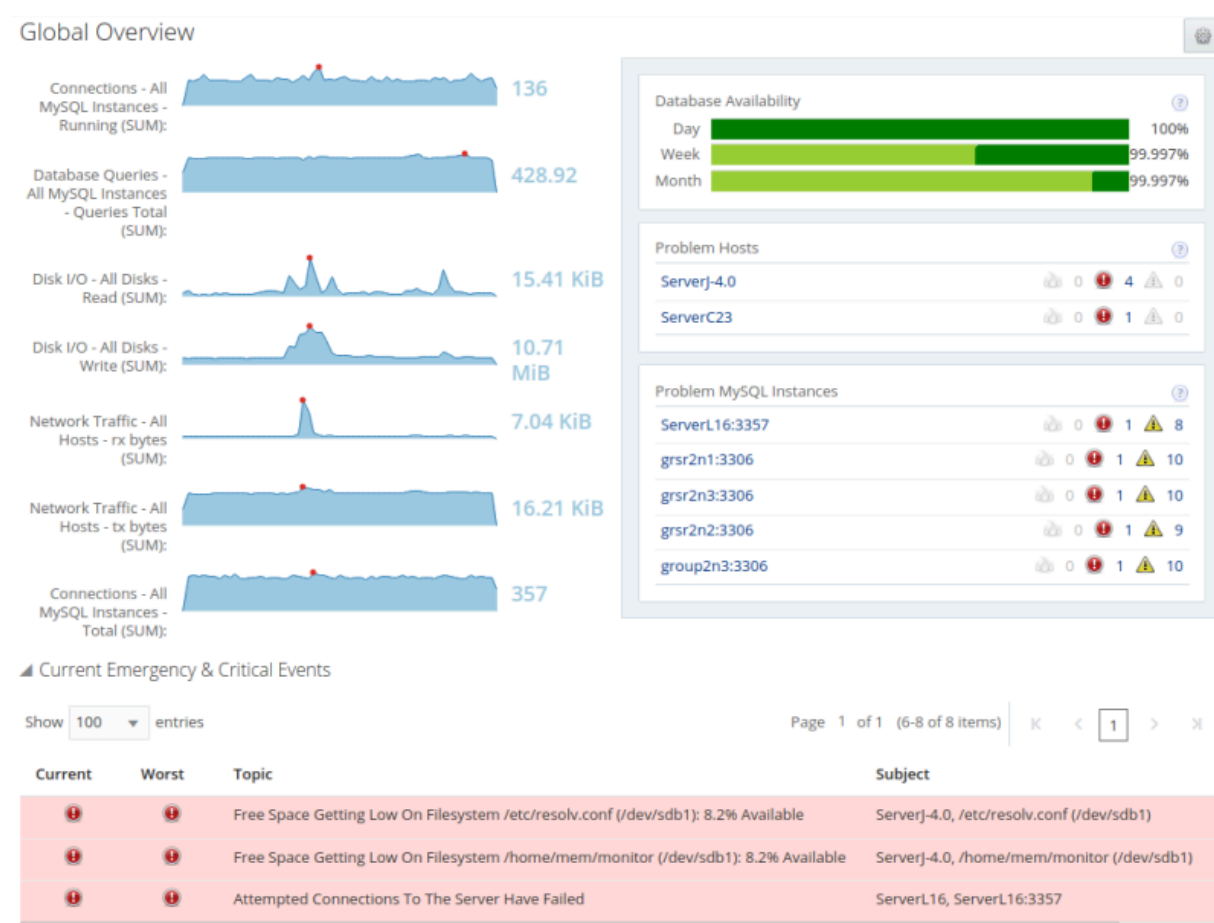 Global Overview
Connections - All
MySQL Instances -
Running (SUM):
136
Database Queries -
All MySQL Instances
- Queries Total
(SUM):
428.92
Disk I/O - All Disks -
Read (SUM):
15.41 KiB
Disk I/O - All Disks -
Write (SUM):
10.71
MiB
Network Traffic - All
Hosts - rx bytes
(SUM):
7.04 KiB
Network Traffic - All
Hosts - tx bytes
(SUM):
16.21 KiB
Connections - All
MySQL Instances -
Total (SUM):
357
Database Availability ?
Day 100%
Week 99.997%
Month 99.997%
Problem Hosts ?
ServerJ-4.0 0 4 0
ServerC23 0 1 0
Problem MySQL Instances ?
ServerL16:3357 0 1 8
grsr2n1:3306 0 1 10
grsr2n3:3306 0 1 10
grsr2n2:3306 0 1 9
group2n3:3306 0 1 10
Current Emergency & Critical Events
Show 100 entries Page 1 of 1 (6-8 of 8 items) 1
Current Worst Topic Subject
Free Space Getting Low On Filesystem /etc/resolv.conf (/dev/sdb1): 8.2% Available ServerJ-4.0, /etc/resolv.conf (/dev/sdb1)
Free Space Getting Low On Filesystem /home/mem/monitor (/dev/sdb1): 8.2% Available ServerJ-4.0, /home/mem/monitor (/dev/sdb1)
Attempted Connections To The Server Have Failed ServerL16, ServerL16:3357